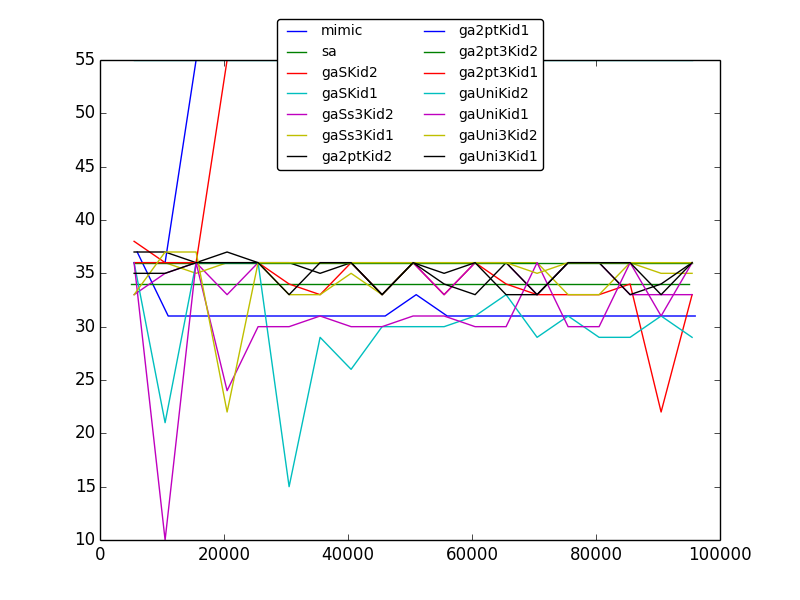 mimic ga2ptKid1
sa ga2pt3Kid2
gaSKid2 ga2pt3Kid1
gaSKid1 gaUniKid2
gaSs3Kid2 gaUniKid1
gaSs3Kid1 gaUni3Kid2
ga2ptKid2 gaUni3Kid1
55
50
45
40
35
30
25
20
15
10
0 20000 40000 60000 80000 100000